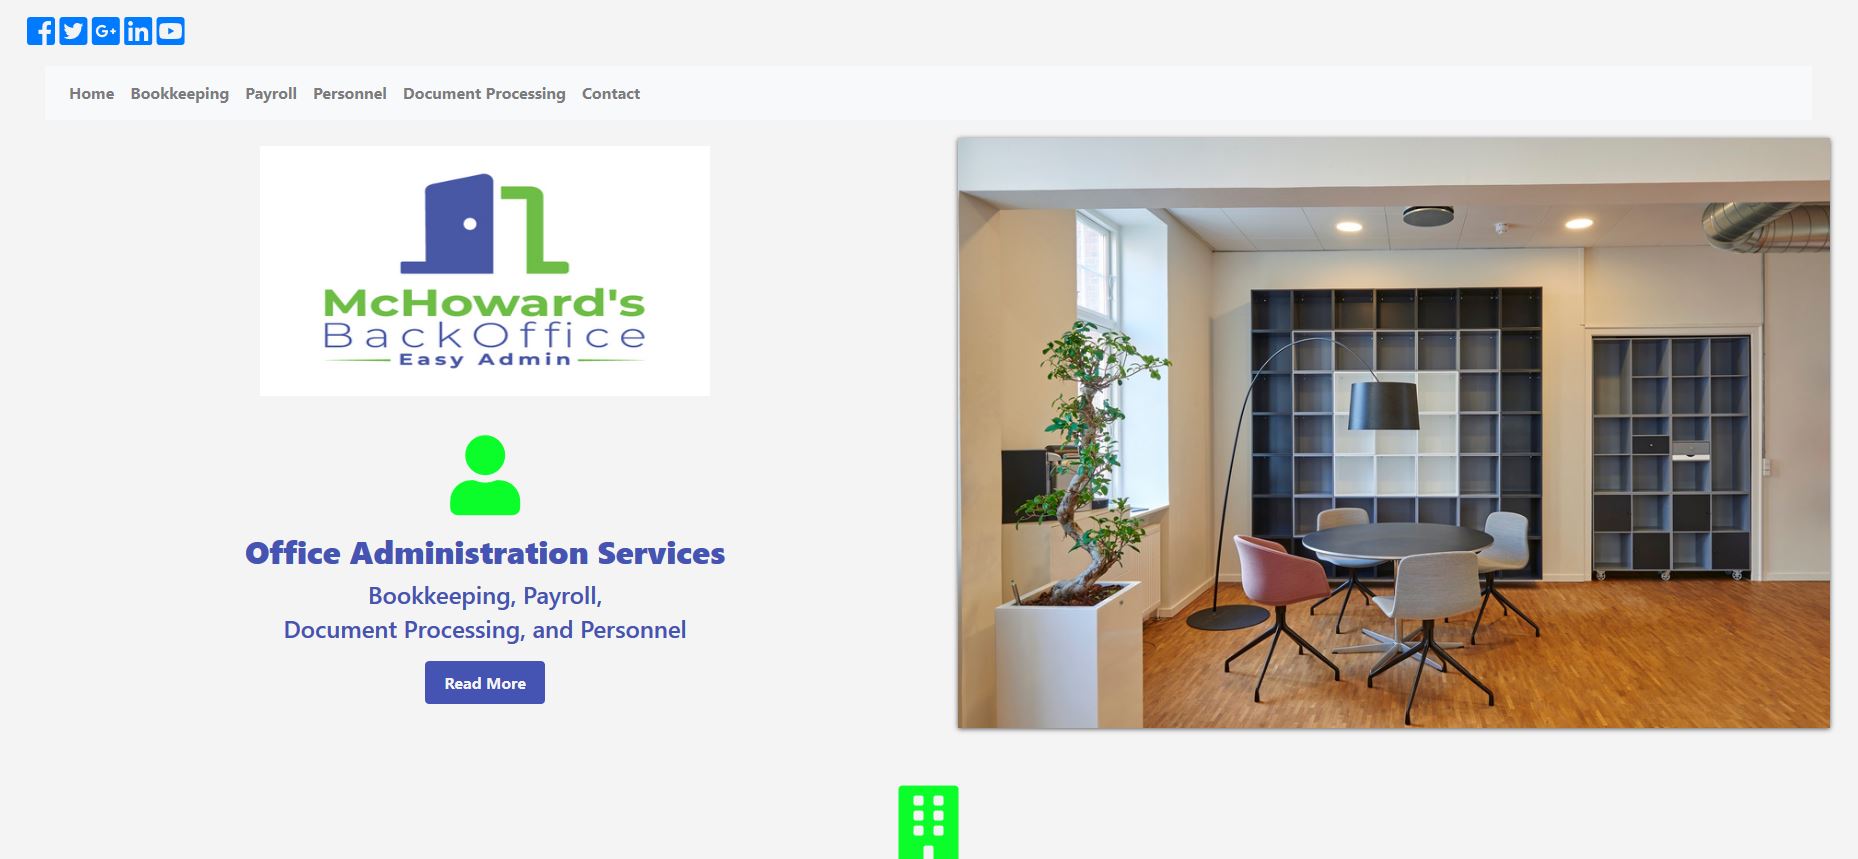 Home Bookkeeping Payroll Personnel Document Processing Contact
McHoward's
BackOffice
Easy Admin
Office Administration Services
Bookkeeping, Payroll,
Document Processing, and Personnel
Read More